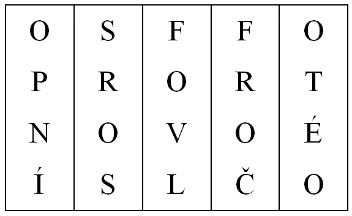 O S F F O
P R O R T
N O V O É
Í S L Č O